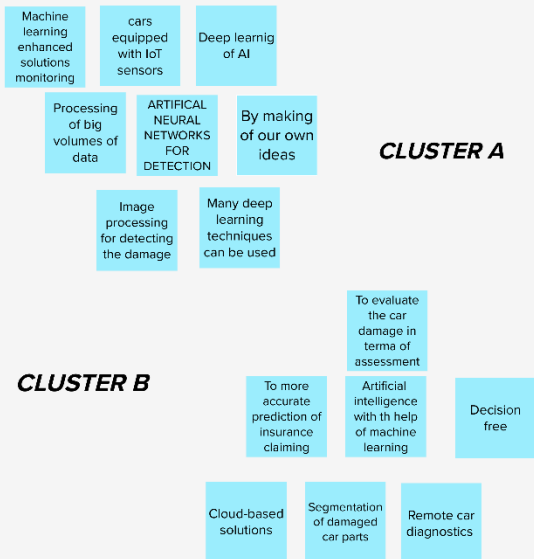 Machine
learning
enhanced
solutions
monitoring
cars
equipped
with IoT
sensors
Deep learnig
of AI
Processing
of big
volumes of
data
ARTIFICAL
NEURAL
NETWORKS
FOR
DETECTION
By making
of our own
ideas
CLUSTER A
Image
processing
for detecting
the damage
Many deep
learning
techniques
can be used
To evaluate
the car
damage in
terma of
assessment
CLUSTER B
To more
accurate
prediction of
insurance
claiming
Artificial
intelligence
with th help
of machine
learning
Decision
free
Cloud-based
solutions
Segmentation
of damaged
car parts
Remote car
diagnostics